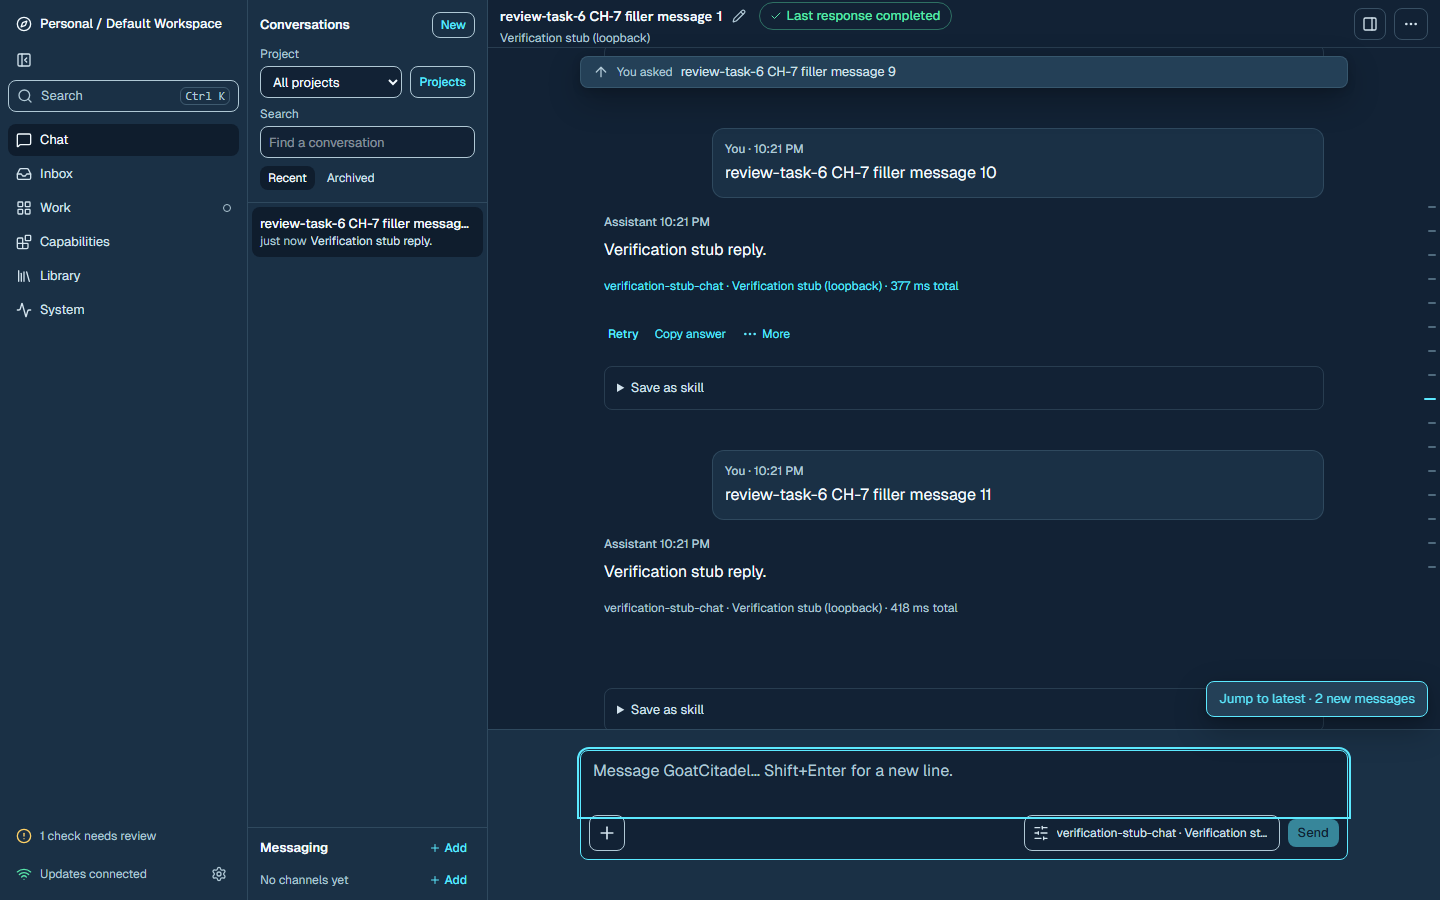 Personal / Default Workspace
Search
Ctrl K
Chat
Inbox
Work
Capabilities
Library
System
1 check needs review
Updates connected
Conversations
New
Project
All projects
Projects
Search
Find a conversation
Recent
Archived
review-task-6 CH-7 filler messag...
just now Verification stub reply.
Messaging
+ Add
No channels yet
+ Add
review-task-6 CH-7 filler message 1
Last response completed
Verification stub (loopback)
You asked review-task-6 CH-7 filler message 9
You · 10:21 PM
review-task-6 CH-7 filler message 10
Assistant 10:21 PM
Verification stub reply.
verification-stub-chat · Verification stub (loopback) · 377 ms total
Retry
Copy answer
More
Save as skill
You · 10:21 PM
review-task-6 CH-7 filler message 11
Assistant 10:21 PM
Verification stub reply.
verification-stub-chat · Verification stub (loopback) · 418 ms total
Save as skill
Jump to latest · 2 new messages
Message GoatCitadel... Shift+Enter for a new line.
verification-stub-chat · Verification st...
Send